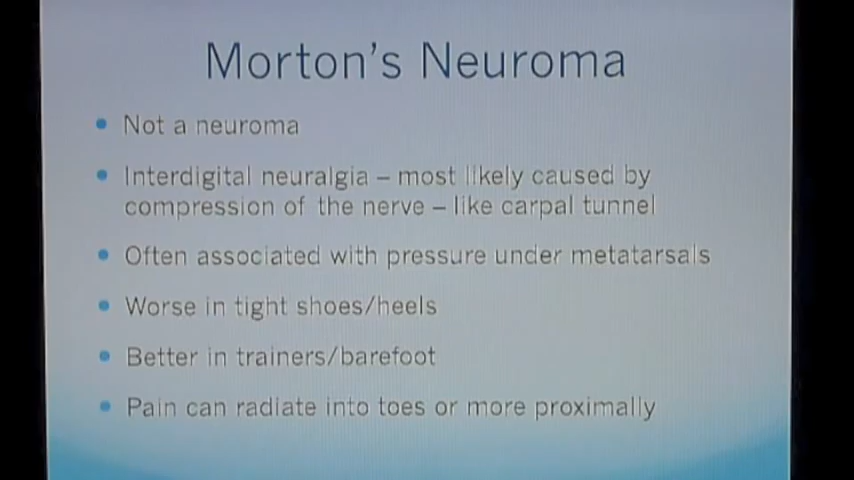 Morton's Neuroma
• Not a neuroma
• Interdigital neuralgia – most likely caused by
compression of the nerve – like carpal tunnel
• Often associated with pressure under metatarsals
• Worse in tight shoes/heels
• Better in trainers/barefoot
• Pain can radiate into toes or more proximally